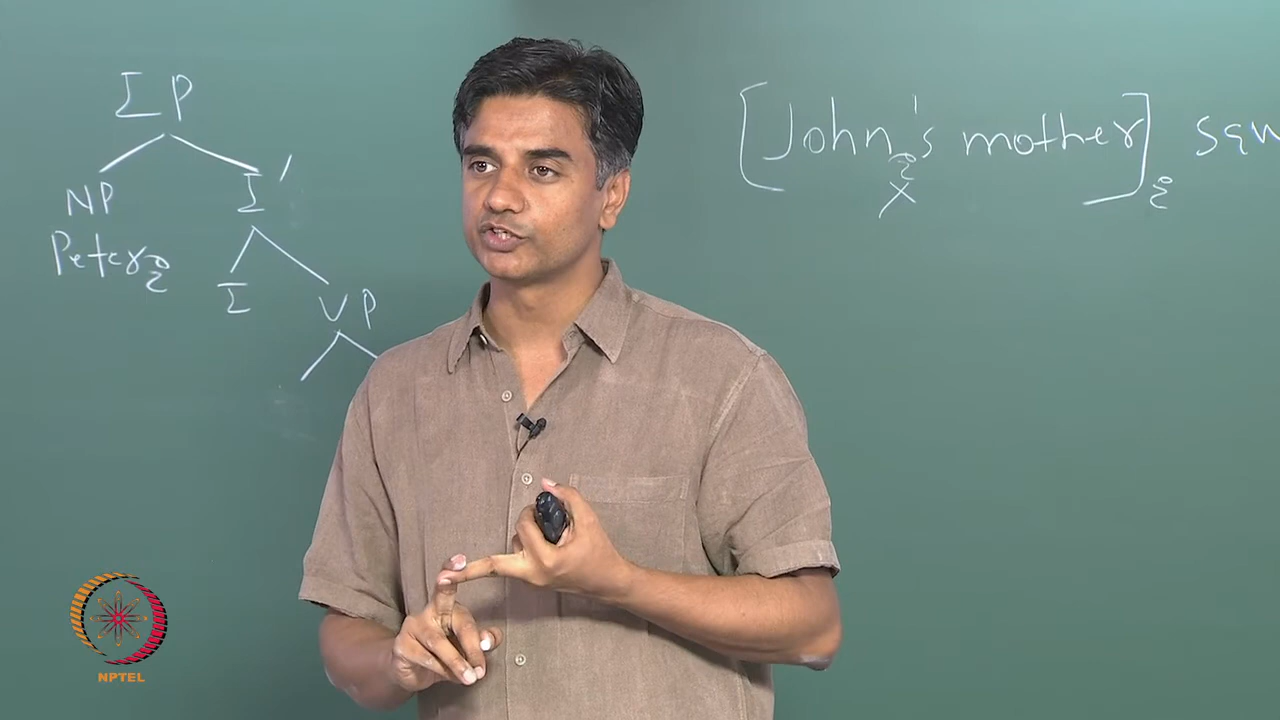 IP
NP I'
Peter i
I VP
[John i's mother] i
X
NPTEL